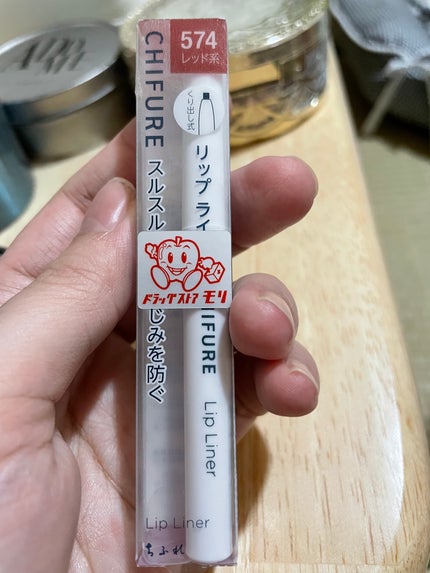 574
レッド系
CHIFURE
スルスル
じみを防ぐ
くり出し式
リップ ライ
ドラッグストア モリ
HIFURE
Lip Liner
Lip Liner
ちふれ